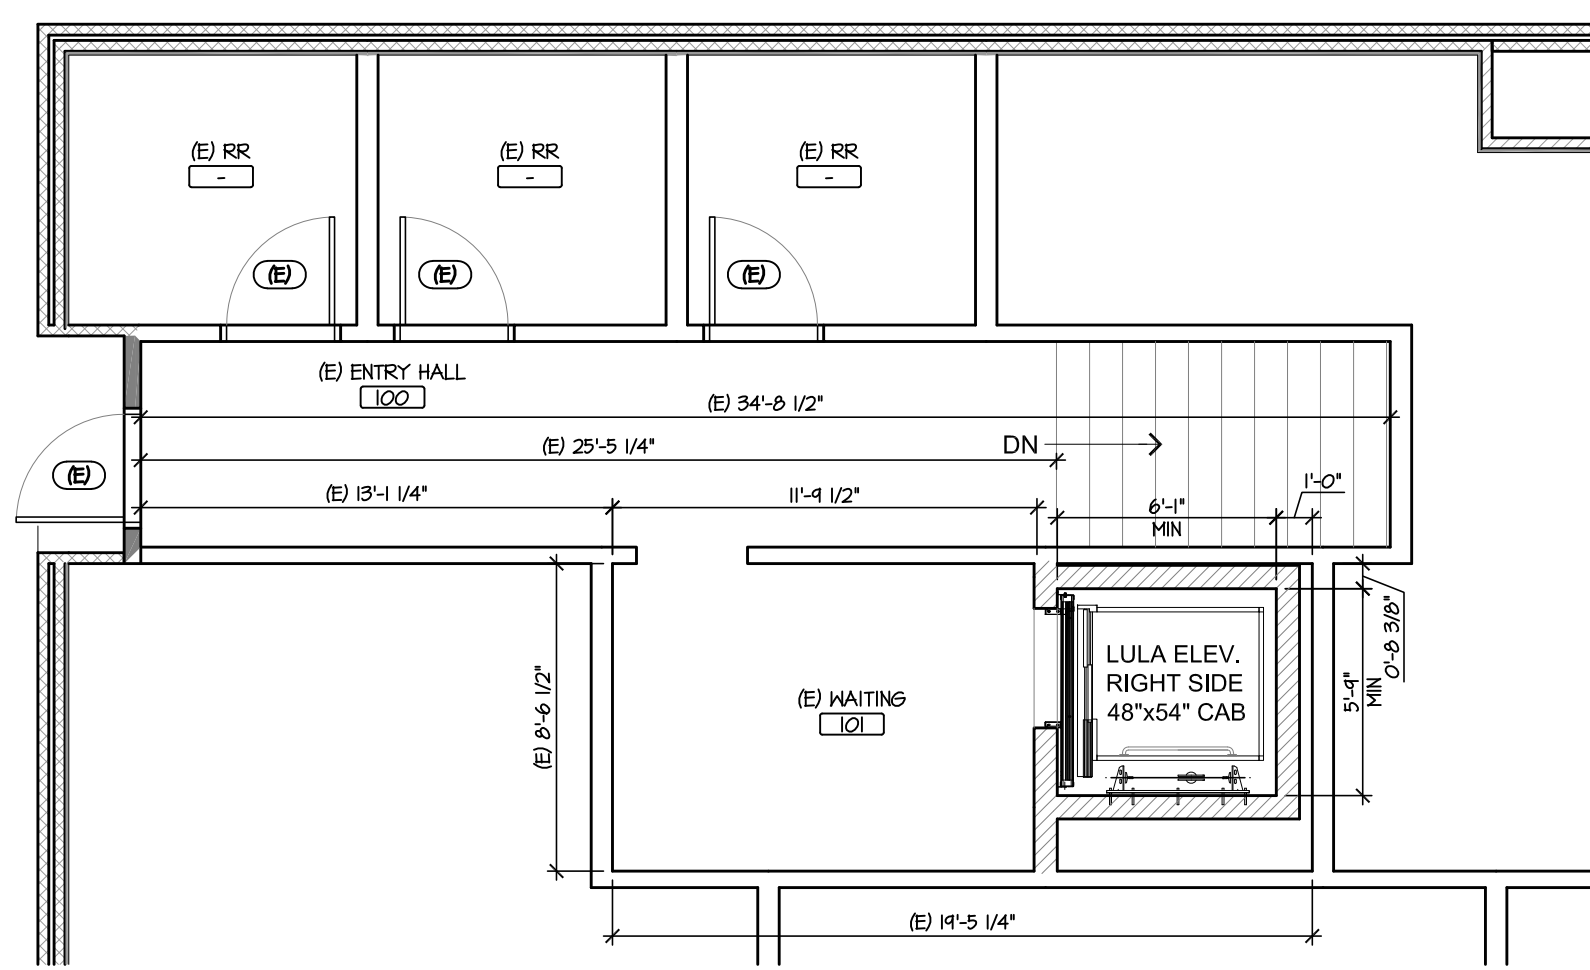 (E) RR
-
(E) RR
-
(E) RR
-
(E)
(E)
(E)
(E) ENTRY HALL
100
(E) 34'-8 1/2"
(E) 25'-5 1/4"
DN
(E)
(E) 13'-1 1/4"
11'-9 1/2"
6'-1"
MIN
1'-0"
0'-8 3/8"
LULA ELEV.
RIGHT SIDE
48"x54" CAB
5'-9"
MIN
(E) 8'-6 1/2"
(E) WAITING
101
(E) 19'-5 1/4"